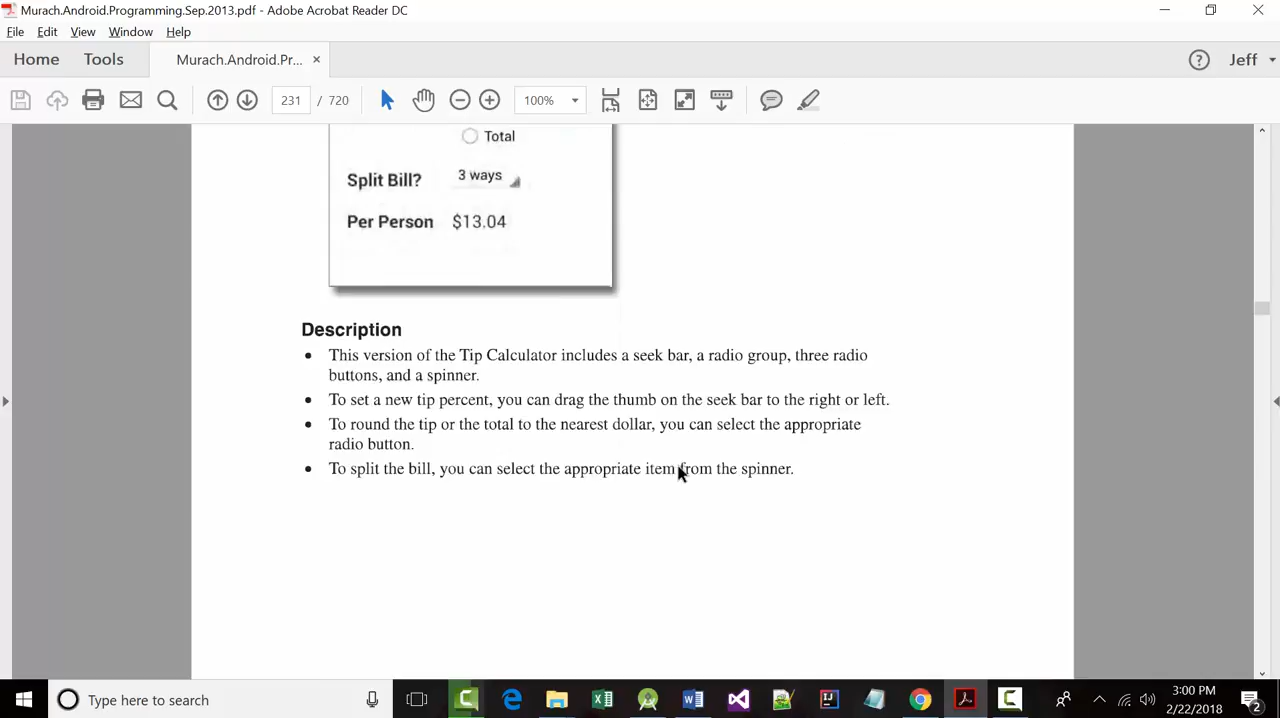 Murach.Android.Programming.Sep.2013.pdf - Adobe Acrobat Reader DC
File Edit View Window Help
Home Tools Murach.Android.Pr... × ? Jeff
231 / 720 100%
Total
Split Bill? 3 ways
Per Person $13.04
Description
• This version of the Tip Calculator includes a seek bar, a radio group, three radio
buttons, and a spinner.
• To set a new tip percent, you can drag the thumb on the seek bar to the right or left.
• To round the tip or the total to the nearest dollar, you can select the appropriate
radio button.
• To split the bill, you can select the appropriate item from the spinner.
Type here to search
3:00 PM
2/22/2018
2